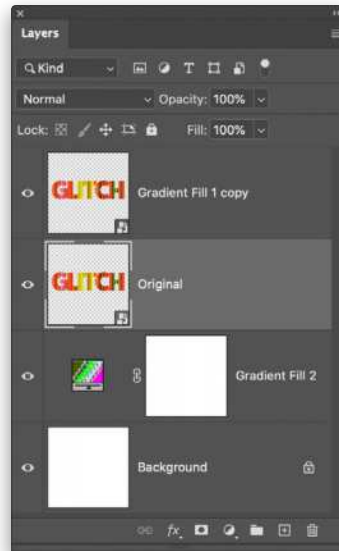 Layers
Kind
Normal Opacity: 100%
Lock: Fill: 100%
GLITCH Gradient Fill 1 copy
GLITCH Original
Gradient Fill 2
Background
fx